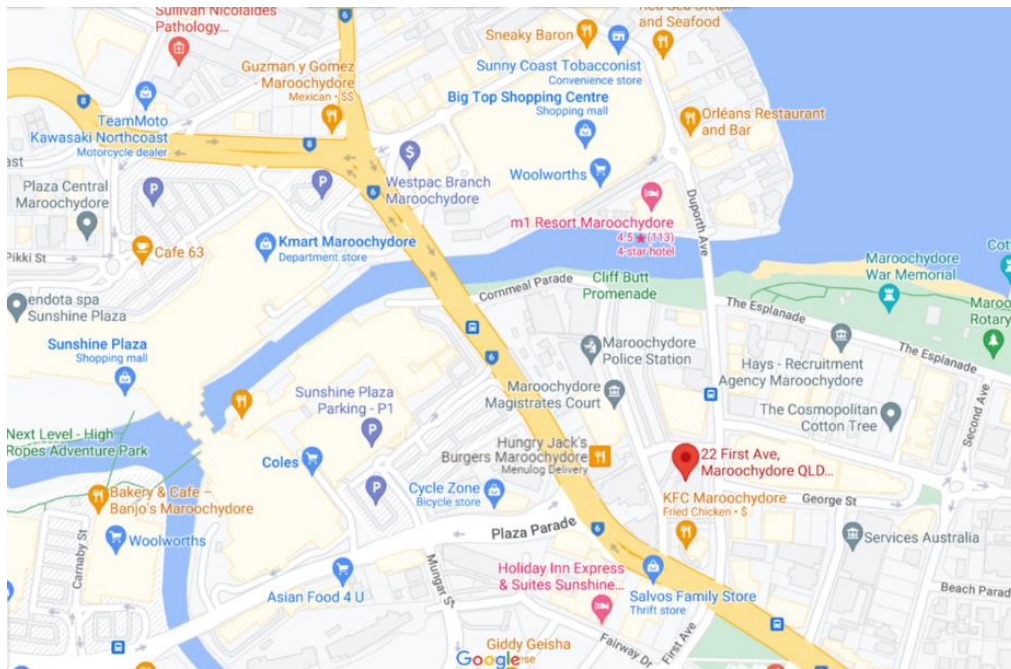 Sullivan Nicolaides
Pathology...
6
Red Sea Steak
and Seafood
Sneaky Baron
Sunny Coast Tobacconist
Convenience store
Guzman y Gomez
- Maroochydore
Mexican • $$
8
TeamMoto
Kawasaki Northcoast
Motorcycle dealer
8
Big Top Shopping Centre
Shopping mall
Orléans Restaurant
and Bar
6
Westpac Branch
Maroochydore
Woolworths
Plaza Central
Maroochydore
P
P
Duporth Ave
m1 Resort Maroochydore
4.5 ★ (113)
4-star hotel
Cafe 63
Kmart Maroochydore
Department store
Pikki St
Cornmeal Parade
Cliff Butt
Promenade
Maroochydore
War Memorial
endota spa
Sunshine Plaza
The Esplanade
Rotary
Sunshine Plaza
Shopping mall
6
Maroochydore
Police Station
Hays - Recruitment
Agency Maroochydore
The Esplanade
Second Ave
Sunshine Plaza
Parking - P1
P
Maroochydore
Magistrates Court
The Cosmopolitan
Cotton Tree
Next Level - High
Ropes Adventure Park
Hungry Jack's
Burgers Maroochydore
Menulog Delivery
22 First Ave,
Maroochydore QLD...
Coles
P
Cycle Zone
Bicycle store
KFC Maroochydore
Fried Chicken • $
George St
Bakery & Cafe –
Banjo's Maroochydore
Woolworths
Carnaby St
Plaza Parade
6
Services Australia
Mungar St
Asian Food 4 U
Holiday Inn Express
& Suites Sunshine...
Salvos Family Store
Thrift store
Beach Parad
First Ave
Fairway Dr
Giddy Geisha
Google